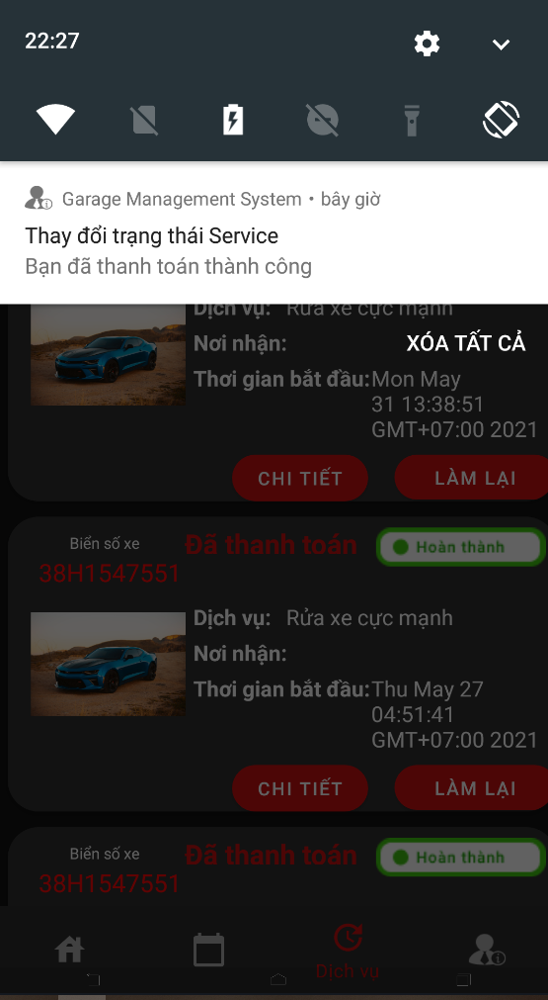 22:27
Garage Management System • bây giờ
Thay đổi trạng thái Service
Bạn đã thanh toán thành công
Dịch vụ: Rửa xe cực mạnh
Nơi nhận:
XÓA TẤT CẢ
Thời gian bắt đầu: Mon May
31 13:38:51
GMT+07:00 2021
CHI TIẾT
LÀM LẠI
Biển số xe
Đã thanh toán
Hoàn thành
38H1547551
Dịch vụ: Rửa xe cực mạnh
Nơi nhận:
Thời gian bắt đầu: Thu May 27
04:51:41
GMT+07:00 2021
CHI TIẾT
LÀM LẠI
Biển số xe
Đã thanh toán
Hoàn thành
38H1547551
Dịch vụ